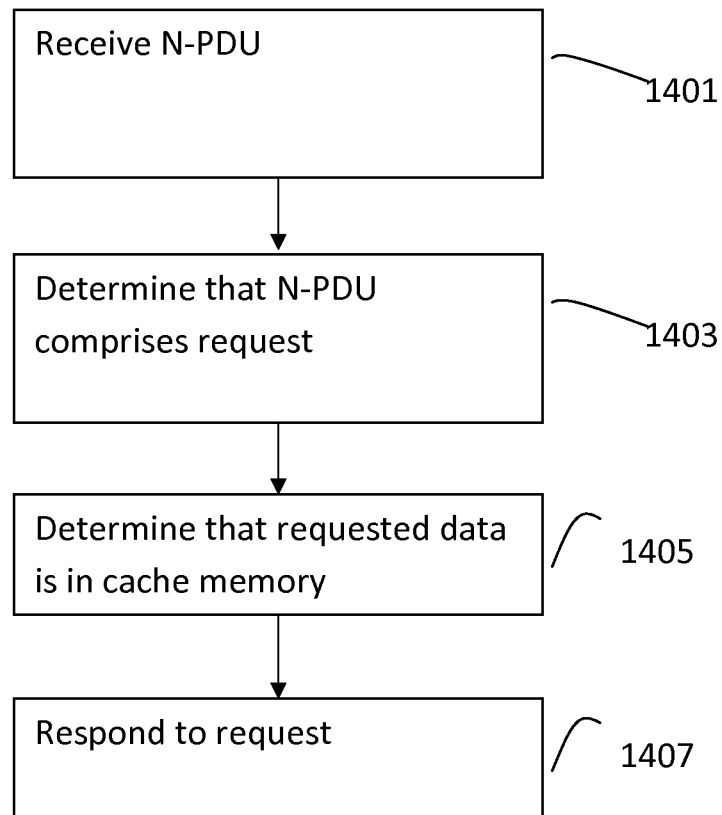 Receive N-PDU
1401
Determine that N-PDU
comprises request
1403
Determine that requested data
is in cache memory
1405
Respond to request
1407